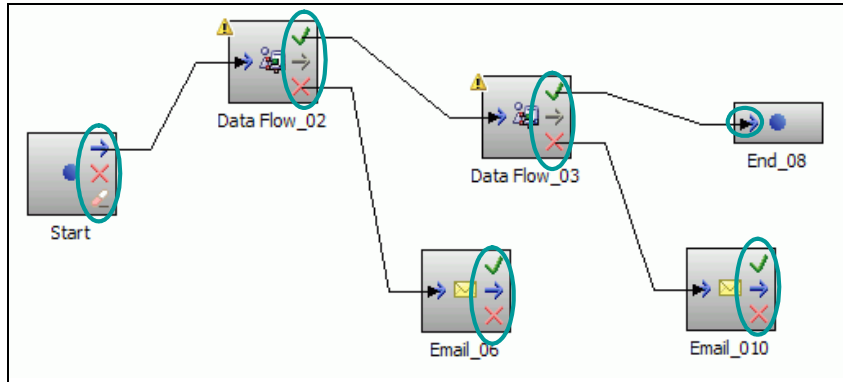 Data Flow_02
Data Flow_03
End_08
Start
Email_06
Email_010